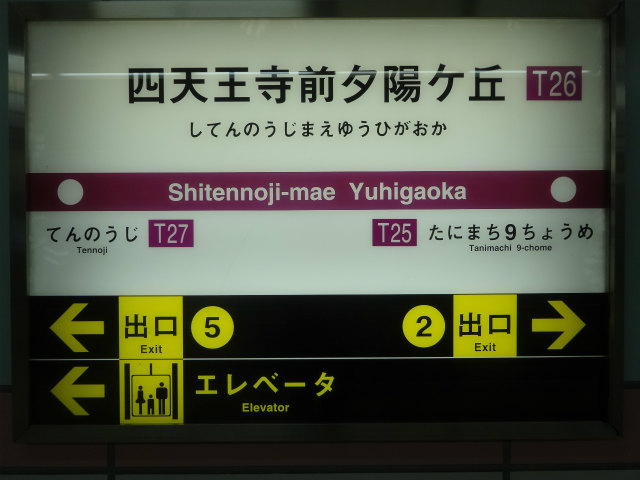 四天王寺前夕陽ケ丘 T26
してんのうじまえゆうひがおか
Shitennoji-mae Yuhigaoka
てんのうじ T27 T25 たにまち9ちょうめ
Tennoji Tanimachi 9-chome
出口 5 2 出口
Exit Exit
エレベータ
Elevator